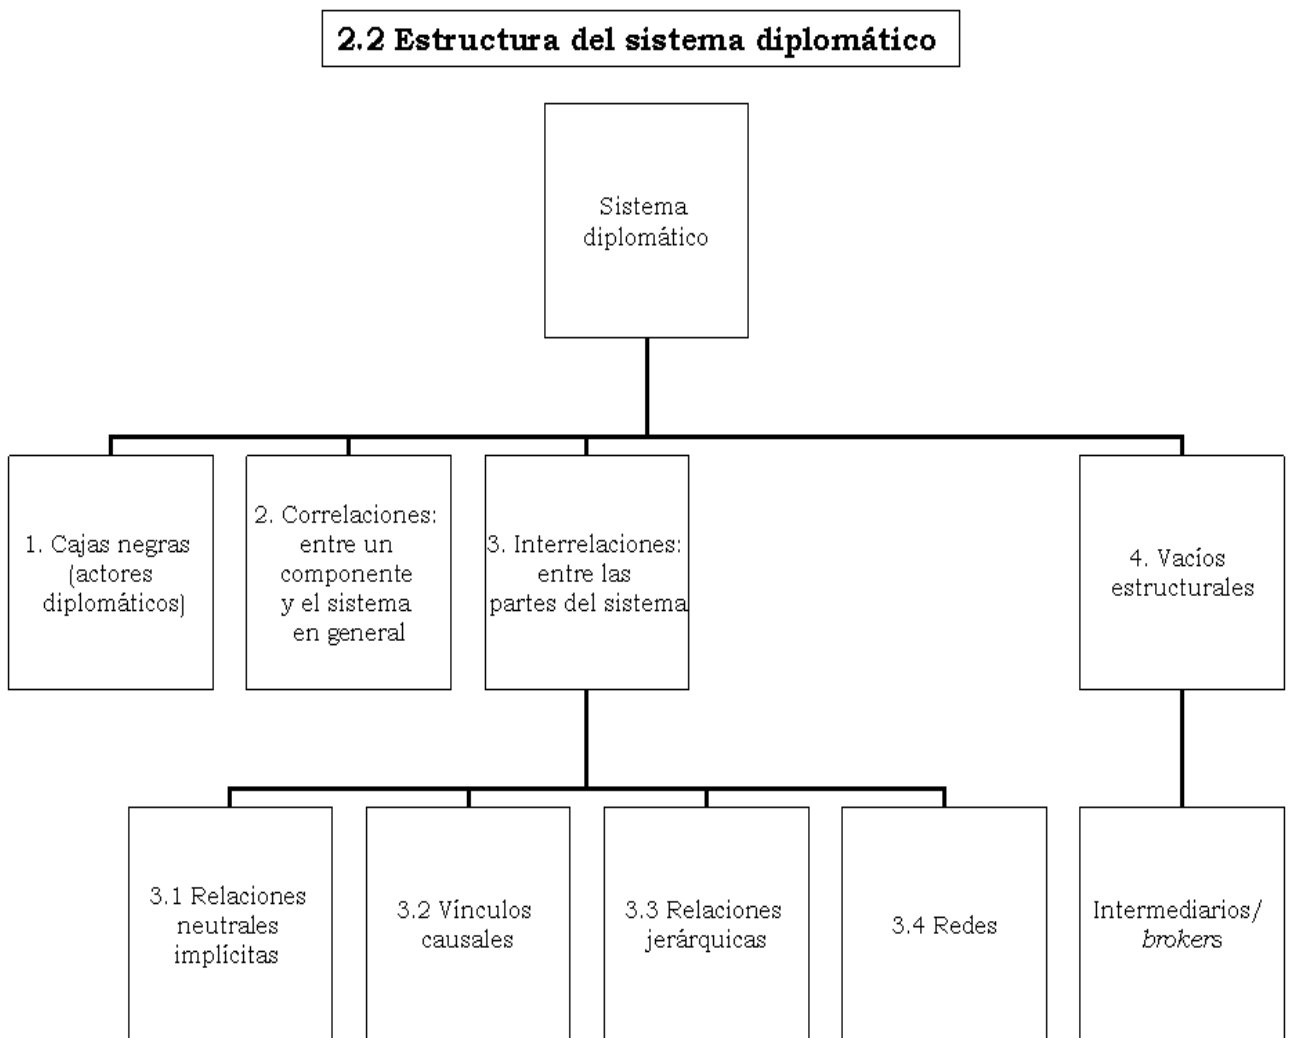 2.2 Estructura del sistema diplomático
Sistema
diplomático
1. Cajas negras
(actores
diplomáticos)
2. Correlaciones:
entre un
componente
y el sistema
en general
3. Interrelaciones:
entre las
partes del sistema
4. Vacíos
estructurales
3.1 Relaciones
neutrales
implícitas
3.2 Vínculos
causales
3.3 Relaciones
jerárquicas
3.4 Redes
Intermediarios/
brokers